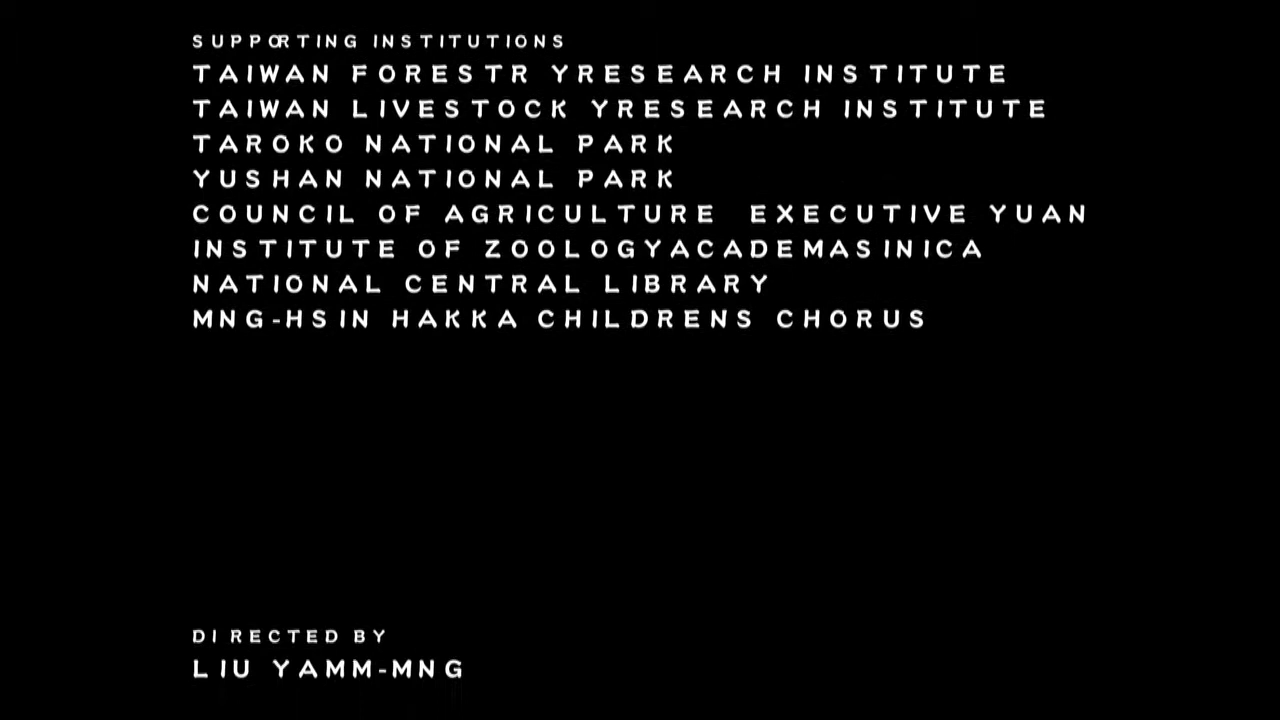 SUPPORTING INSTITUTIONS
TAIWAN FORESTR YRESEARCH INSTITUTE
TAIWAN LIVESTOCK YRESEARCH INSTITUTE
TAROKO NATIONAL PARK
YUSHAN NATIONAL PARK
COUNCIL OF AGRICULTURE EXECUTIVE YUAN
INSTITUTE OF ZOOLOGYACADEMASINICA
NATIONAL CENTRAL LIBRARY
MNG-HSIN HAKKA CHILDRENS CHORUS
DIRECTED BY
LIU YAMM-MNG